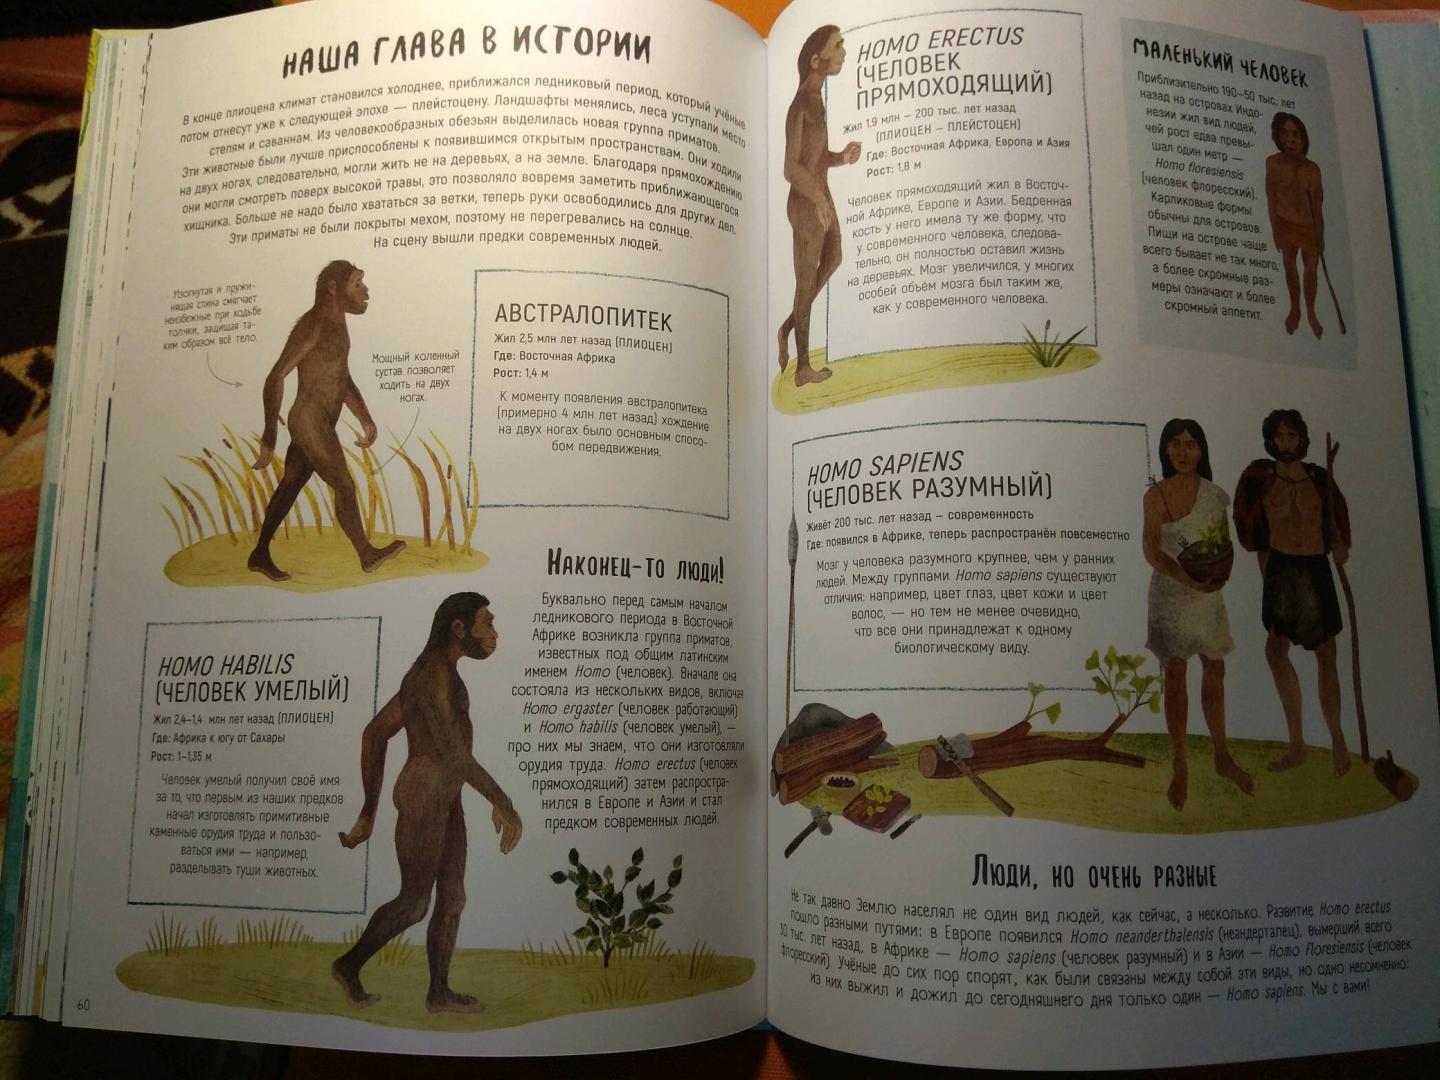 НАША ГЛАВА В ИСТОРИИ
В конце плиоцена климат становился холоднее, приближался ледниковый период, который учёные
потом отнесут уже к следующей эпохе — плейстоцену. Ландшафты менялись, леса уступали место
степям и саваннам. Из человекообразных обезьян выделилась новая группа приматов.
Эти животные были лучше приспособлены к появившимся открытым пространствам. Они ходили
на двух ногах, следовательно, могли жить не на деревьях, а на земле. Благодаря прямохождению
они могли смотреть поверх высокой травы, это позволяло вовремя заметить приближающегося
хищника. Больше не надо было хвататься за ветки, теперь руки освободились для других дел.
Эти приматы не были покрыты мехом, поэтому не перегревались на солнце.
На сцену вышли предки современных людей.
Изогнутая и пружи-
нящая спина смягчает
неизбежные при ходьбе
толчки, защищая та-
ким образом всё тело.
Мощный коленный
сустав позволяет
ходить на двух
ногах.
АВСТРАЛОПИТЕК
Жил 2,5 млн лет назад (ПЛИОЦЕН)
Где: Восточная Африка
Рост: 1,4 м
К моменту появления австралопитека
(примерно 4 млн лет назад) хождение
на двух ногах было основным спосо-
бом передвижения.
HOMO HABILIS
(ЧЕЛОВЕК УМЕЛЫЙ)
Жил 2,4–1,4 млн лет назад (ПЛИОЦЕН)
Где: Африка к югу от Сахары
Рост: 1–1,35 м
Человек умелый получил своё имя
за то, что первым из наших предков
начал изготовлять примитивные
каменные орудия труда и пользо-
ваться ими — например,
разделывать туши животных.
НАКОНЕЦ-ТО ЛЮДИ!
Буквально перед самым началом
ледникового периода в Восточной
Африке возникла группа приматов,
известных под общим латинским
именем Homo (человек). Вначале она
состояла из нескольких видов, включая
Homo ergaster (человек работающий)
и Homo habilis (человек умелый), —
про них мы знаем, что они изготовляли
орудия труда. Homo erectus (человек
прямоходящий) затем распростра-
нился в Европе и Азии и стал
предком современных людей.
60
HOMO ERECTUS
(ЧЕЛОВЕК
ПРЯМОХОДЯЩИЙ)
Жил 1,9 млн – 200 тыс. лет назад
(ПЛИОЦЕН – ПЛЕЙСТОЦЕН)
Где: Восточная Африка, Европа и Азия
Рост: 1,8 м
Человек прямоходящий жил в Восточ-
ной Африке, Европе и Азии. Бедренная
кость у него имела ту же форму, что
у современного человека, следова-
тельно, он полностью оставил жизнь
на деревьях. Мозг увеличился, у многих
особей объём мозга был таким же,
как у современного человека.
МАЛЕНЬКИЙ ЧЕЛОВЕК
Приблизительно 190–50 тыс. лет
назад на островах Индо-
незии жил вид людей,
чей рост едва превы-
шал один метр —
Homo floresiensis
(человек флоресский).
Карликовые формы
обычны для островов.
Пищи на острове чаще
всего бывает не так много,
а более скромные раз-
меры означают и более
скромный аппетит.
HOMO SAPIENS
(ЧЕЛОВЕК РАЗУМНЫЙ)
Живёт 200 тыс. лет назад – современность
Где: появился в Африке, теперь распространён повсеместно
Мозг у человека разумного крупнее, чем у ранних
людей. Между группами Homo sapiens существуют
отличия: например, цвет глаз, цвет кожи и цвет
волос, — но тем не менее очевидно,
что все они принадлежат к одному
биологическому виду.
ЛЮДИ, НО ОЧЕНЬ РАЗНЫЕ
Не так давно Землю населял не один вид людей, как сейчас, а несколько. Развитие Homo erectus
пошло разными путями: в Европе появился Homo neanderthalensis (неандерталец), вымерший всего
30 тыс. лет назад, в Африке — Homo sapiens (человек разумный) и в Азии — Homo Floresiensis (человек
флоресский). Учёные до сих пор спорят, как были связаны между собой эти виды, но одно несомненно:
из них выжил и дожил до сегодняшнего дня только один — Homo sapiens. Мы с вами!